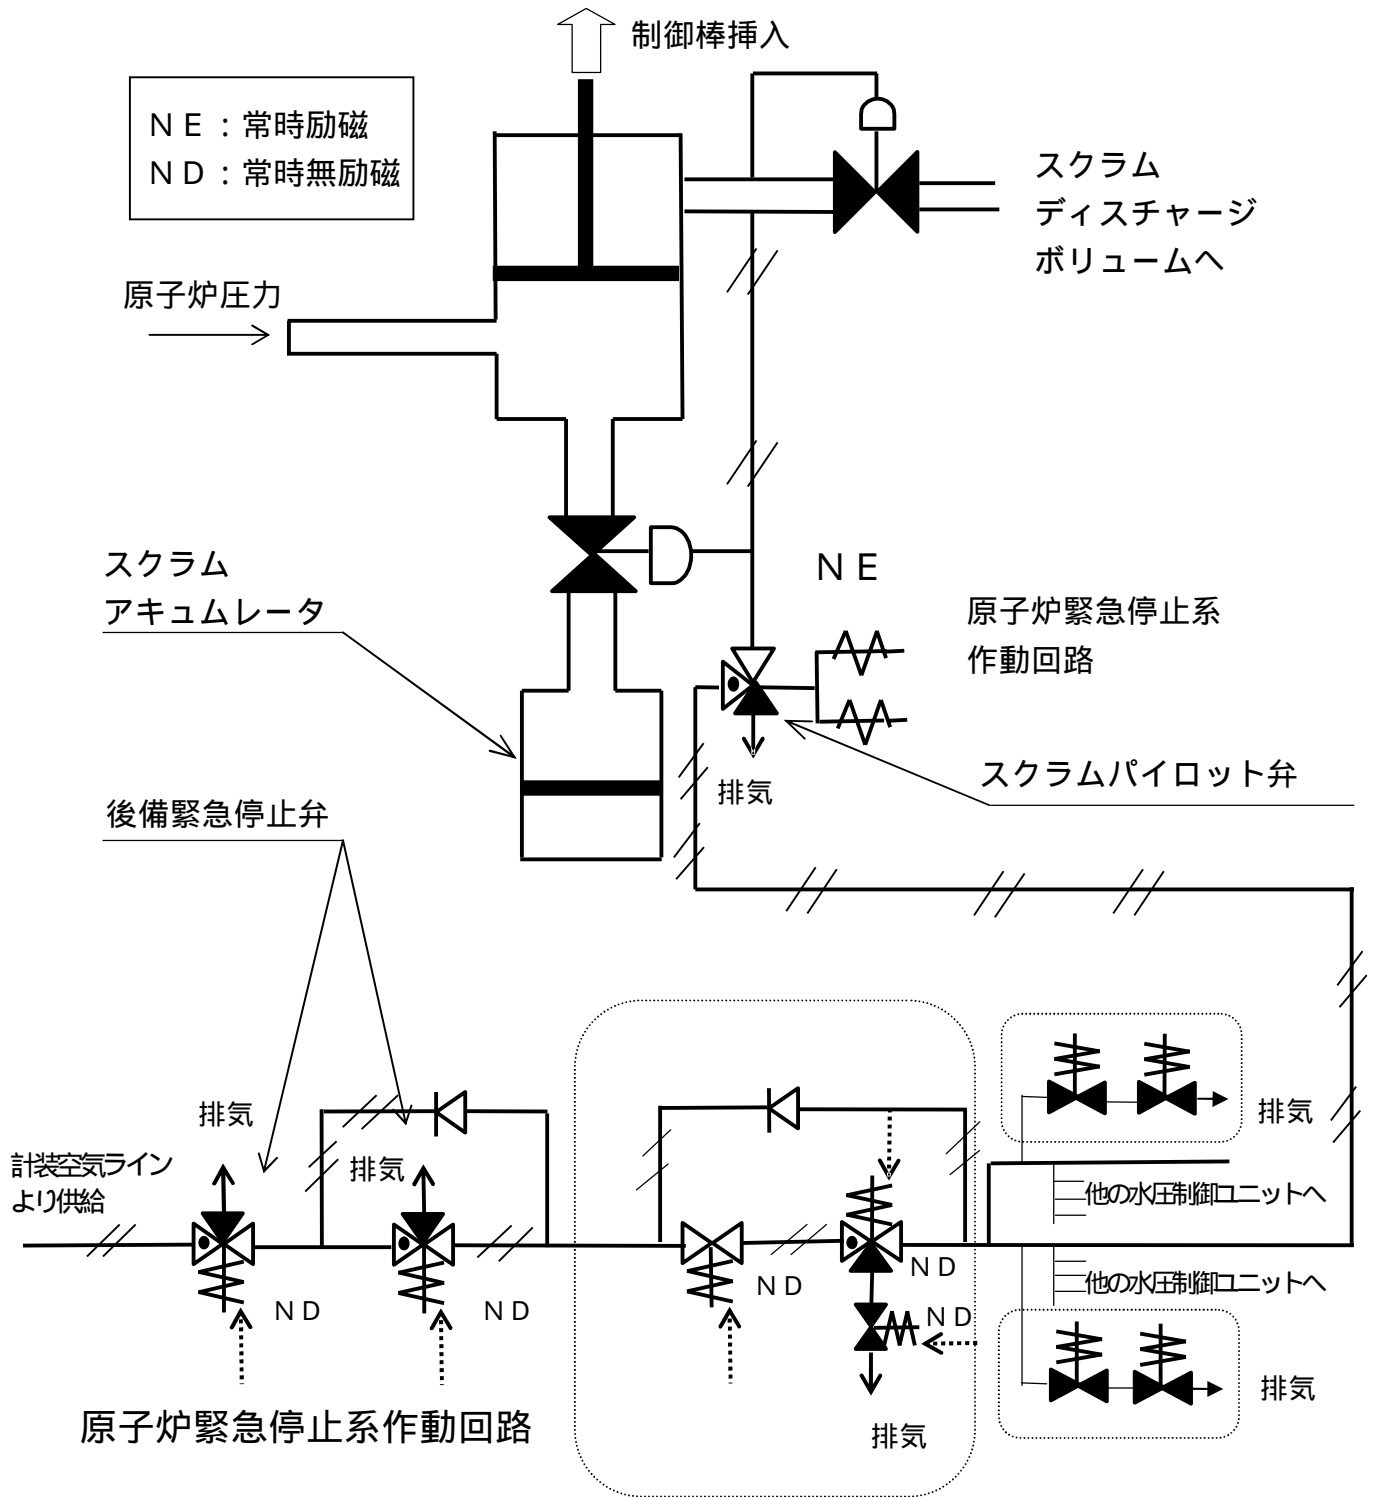 制御棒挿入
ＮＥ：常時励磁
ＮＤ：常時無励磁
スクラム
ディスチャージ
ボリュームへ
原子炉圧力
スクラム
アキュムレータ
ＮＥ
原子炉緊急停止系
作動回路
スクラムパイロット弁
排気
後備緊急停止弁
排気
排気
排気
計装空気ライン
より供給
他の水圧制御ユニットへ
ＮＤ
ＮＤ
ＮＤ
ＮＤ
ＮＤ
他の水圧制御ユニットへ
排気
排気
原子炉緊急停止系作動回路